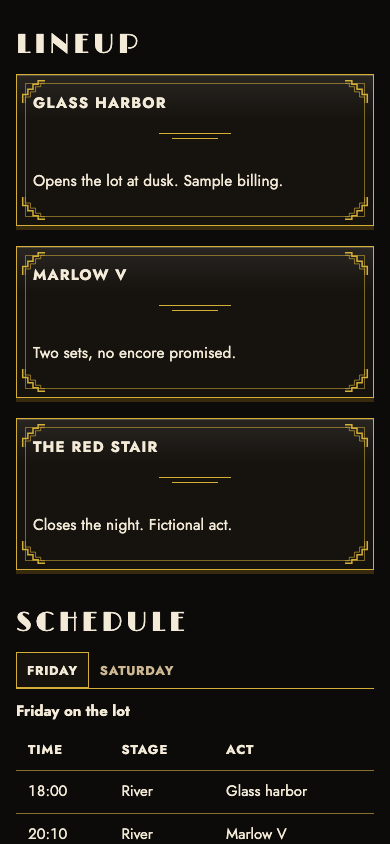 LINEUP
GLASS HARBOR
Opens the lot at dusk. Sample billing.
MARLOW V
Two sets, no encore promised.
THE RED STAIR
Closes the night. Fictional act.
SCHEDULE
FRIDAY SATURDAY
Friday on the lot
TIME STAGE ACT
18:00 River Glass harbor
20:10 River Marlow V